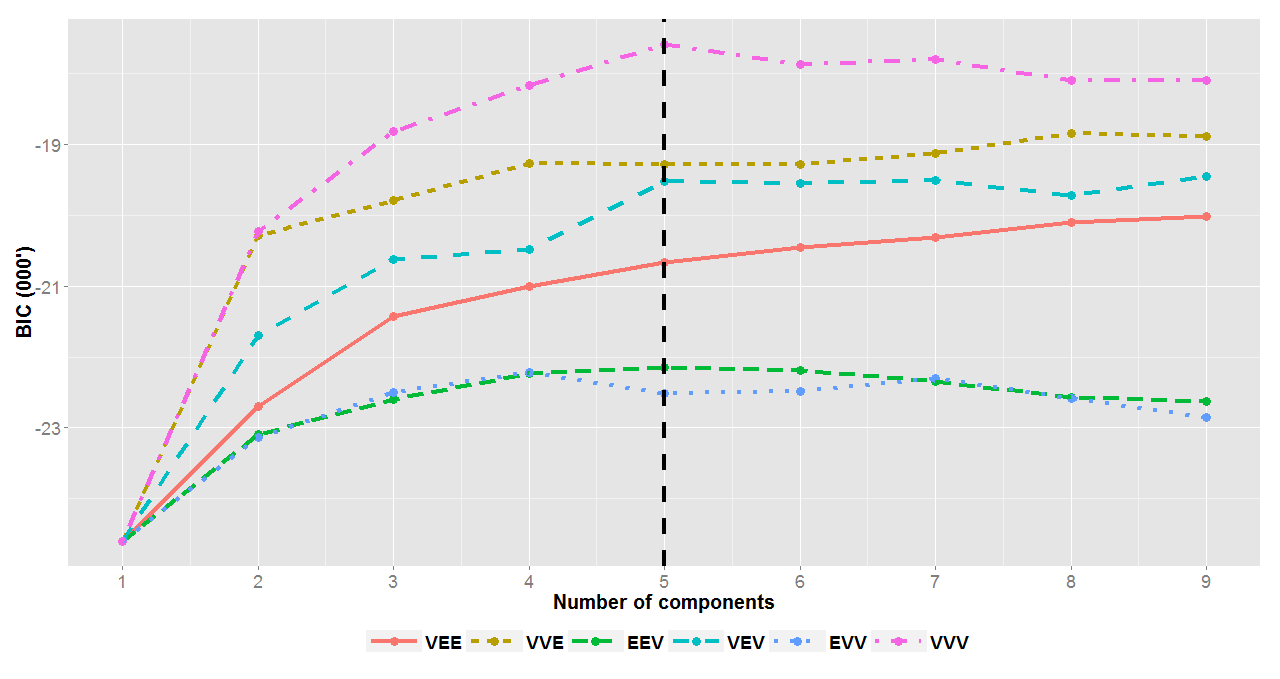 -19
-21
-23
BIC (000')
1 2 3 4 5 6 7 8 9
Number of components
VEE VVE EEV VEV EVV VVV